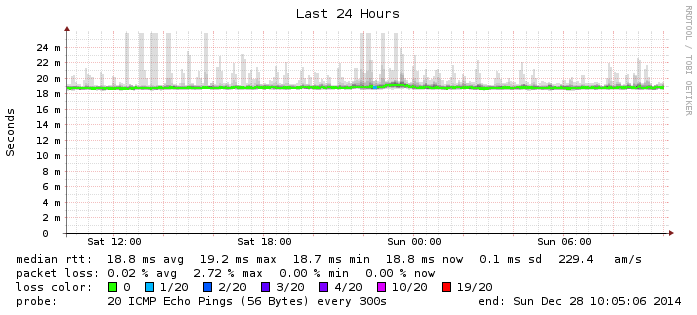 Last 24 Hours
RRDTOOL / TOBI OETIKER
Seconds
24 m
22 m
20 m
18 m
16 m
14 m
12 m
10 m
8 m
6 m
4 m
2 m
0
Sat 12:00 Sat 18:00 Sun 00:00 Sun 06:00
median rtt: 18.8 ms avg 19.2 ms max 18.7 ms min 18.8 ms now 0.1 ms sd 229.4 am/s
packet loss: 0.02 % avg 2.72 % max 0.00 % min 0.00 % now
loss color: 0 1/20 2/20 3/20 4/20 10/20 19/20
probe: 20 ICMP Echo Pings (56 Bytes) every 300s end: Sun Dec 28 10:05:06 2014